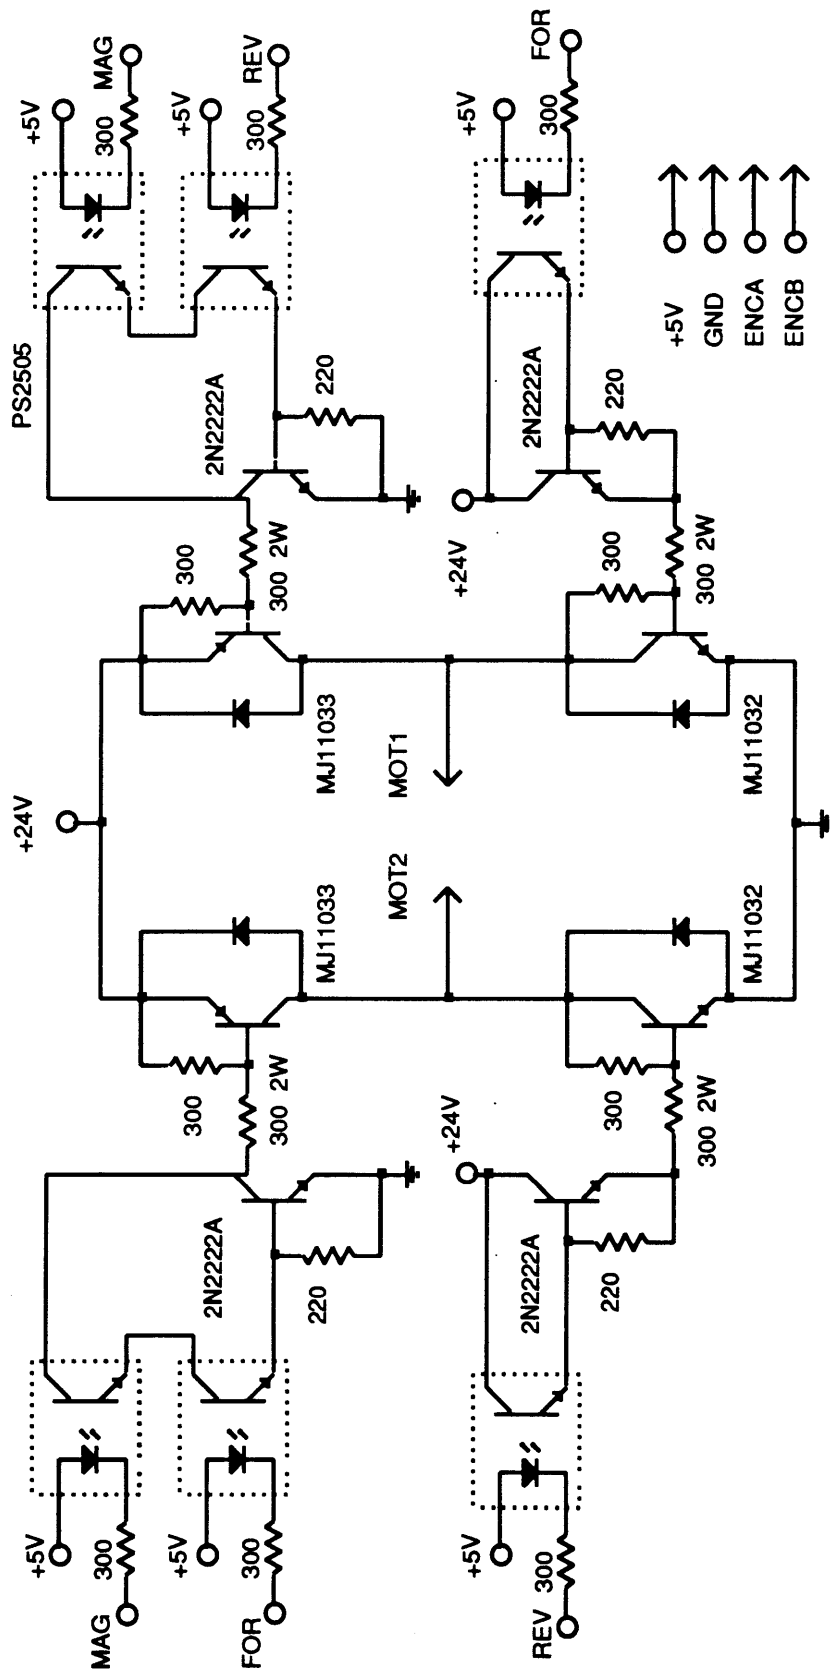 +5V
+24V
PS2505
+5V
MAG
300
300
MAG
+5V
300
300
+5V
2N2222A
2N2222A
FOR
300
300 2W
300 2W
300
REV
220
MJ11033
MJ11033
220
MOT2
MOT1
+5V
+24V
+24V
+5V
REV
300
2N2222A
2N2222A
300
FOR
220
300
300
220
300 2W
300 2W
MJ11032
MJ11032
+5V
GND
ENCA
ENCB